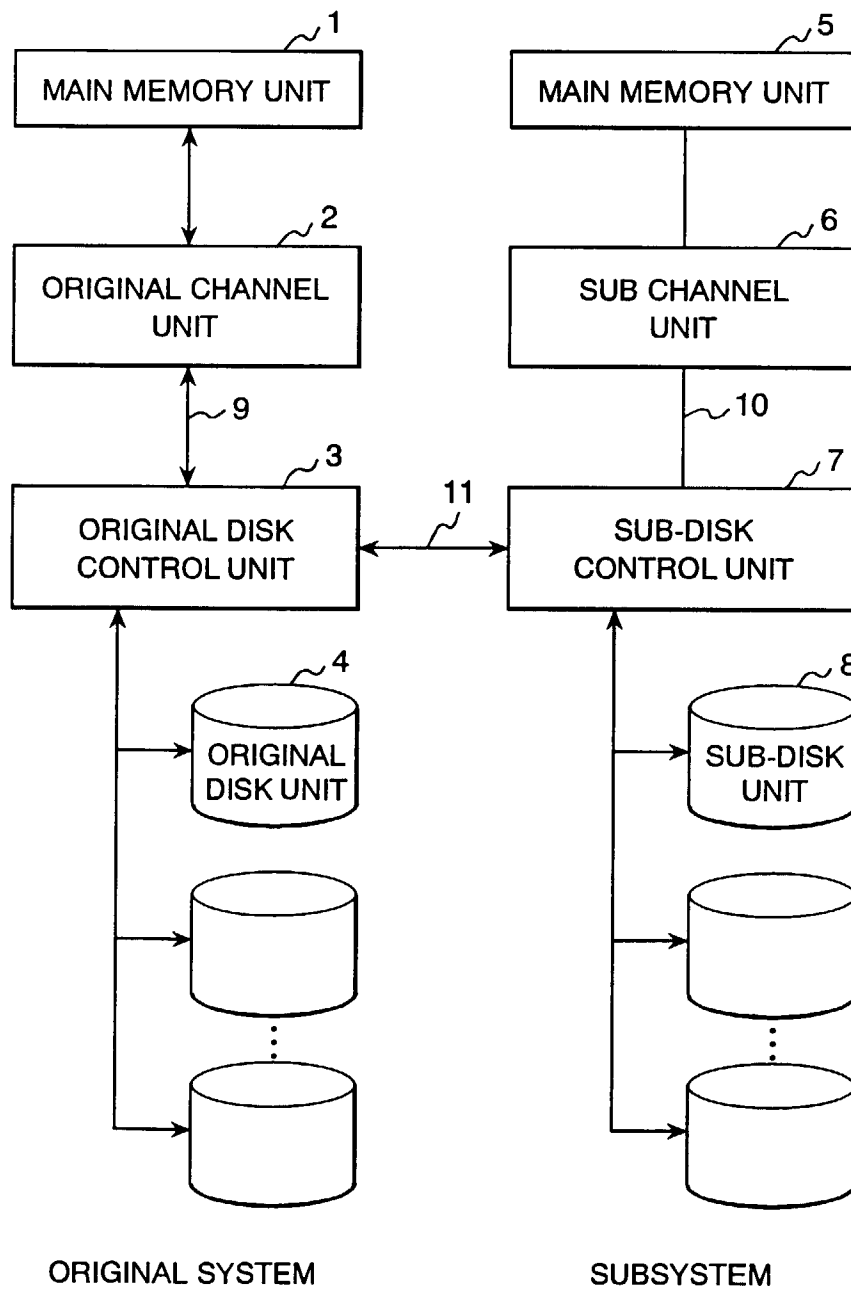 1
5
MAIN MEMORY UNIT
MAIN MEMORY UNIT
2
6
ORIGINAL CHANNEL
UNIT
SUB CHANNEL
UNIT
9
10
3
7
11
ORIGINAL DISK
CONTROL UNIT
SUB-DISK
CONTROL UNIT
4
8
ORIGINAL
DISK UNIT
SUB-DISK
UNIT
ORIGINAL SYSTEM
SUBSYSTEM